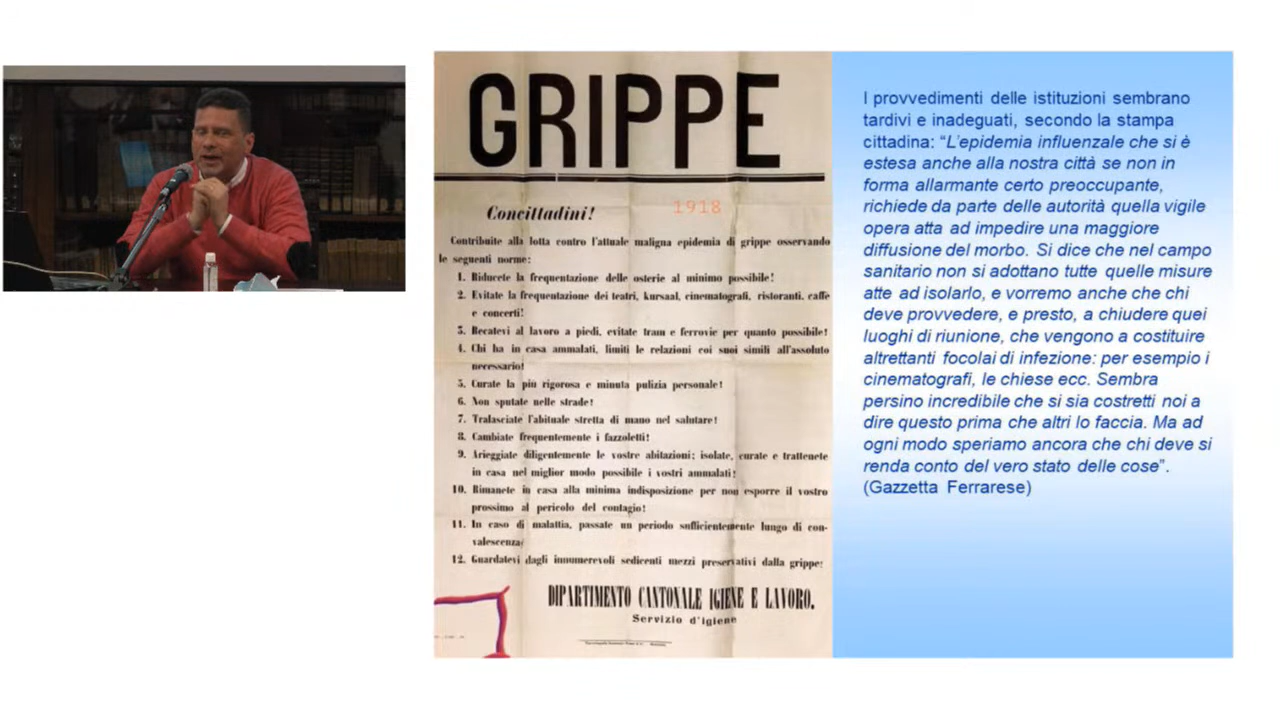 GRIPPE
1918
Concittadini!
Contribuite alla lotta contro l'attuale maligna epidemia di grippe osservando
le seguenti norme:
1. Riducete la frequentazione delle osterie al minimo possibile!
2. Evitate la frequentazione dei teatri, kursaal, cinematografi, ristoranti, caffè
e concerti!
3. Recatevi al lavoro a piedi, evitate tram e ferrovie per quanto possibile!
4. Chi ha in casa ammalati, limiti le relazioni coi suoi simili all'assoluto
necessario!
5. Curate la più rigorosa e minuta pulizia personale!
6. Non sputate nelle strade!
7. Tralasciate l'abituale stretta di mano nel salutare!
8. Cambiate frequentemente i fazzoletti!
9. Arieggiate diligentemente le vostre abitazioni; isolate, curate e trattenete
in casa nel miglior modo possibile i vostri ammalati!
10. Rimanete in casa alla minima indisposizione per non esporre il vostro
prossimo al pericolo del contagio!
11. In caso di malattia, passate un periodo sufficientemente lungo di con-
valescenza!
12. Guardatevi dagli innumerevoli sedicenti mezzi preservativi dalla grippe!
DIPARTIMENTO CANTONALE IGIENE E LAVORO.
Servizio d'igiene
I provvedimenti delle istituzioni sembrano
tardivi e inadeguati, secondo la stampa
cittadina: "L'epidemia influenzale che si è
estesa anche alla nostra città se non in
forma allarmante certo preoccupante,
richiede da parte delle autorità quella vigile
opera atta ad impedire una maggiore
diffusione del morbo. Si dice che nel campo
sanitario non si adottano tutte quelle misure
atte ad isolarlo, e vorremo anche che chi
deve provvedere, e presto, a chiudere quei
luoghi di riunione, che vengono a costituire
altrettanti focolai di infezione: per esempio i
cinematografi, le chiese ecc. Sembra
persino incredibile che si sia costretti noi a
dire questo prima che altri lo faccia. Ma ad
ogni modo speriamo ancora che chi deve si
renda conto del vero stato delle cose".
(Gazzetta Ferrarese)